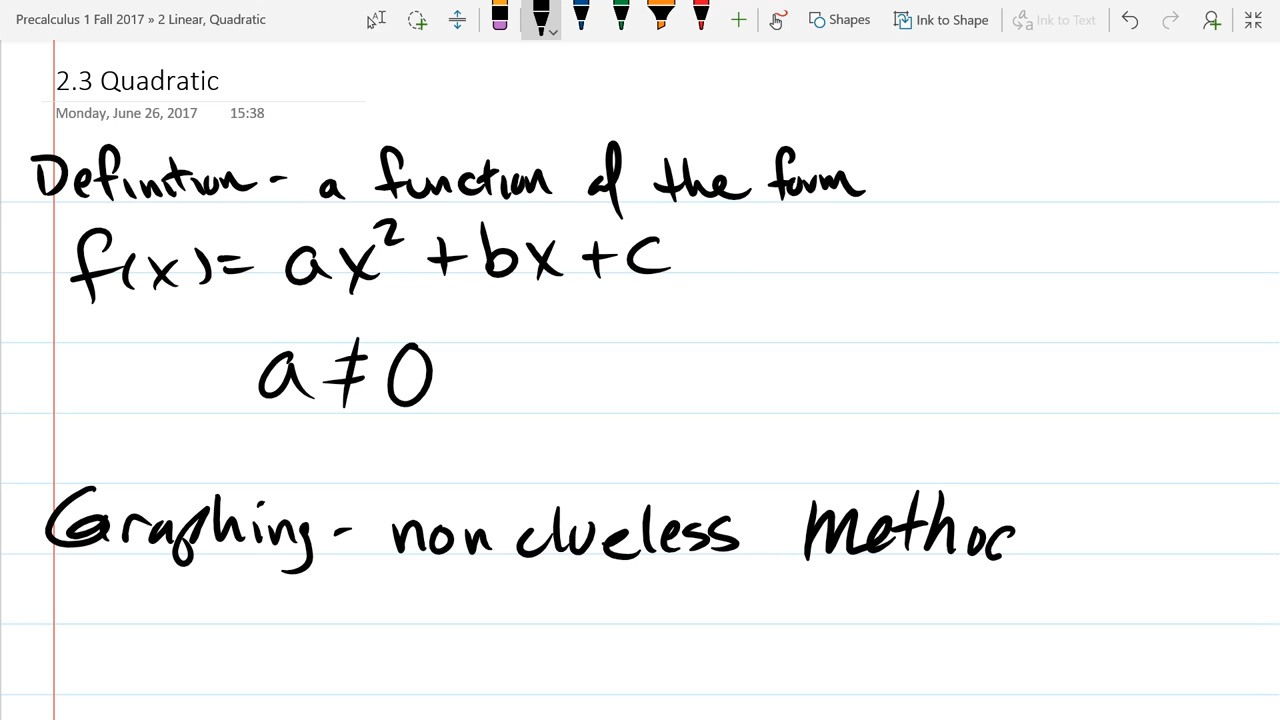 Precalculus 1 Fall 2017 » 2 Linear, Quadratic Shapes Ink to Shape Ink to Text
2.3 Quadratic
Monday, June 26, 2017 15:38
Definition - a function of the form
f(x) = ax² + bx + c
a ≠ 0
Graphing - non clueless Methoc